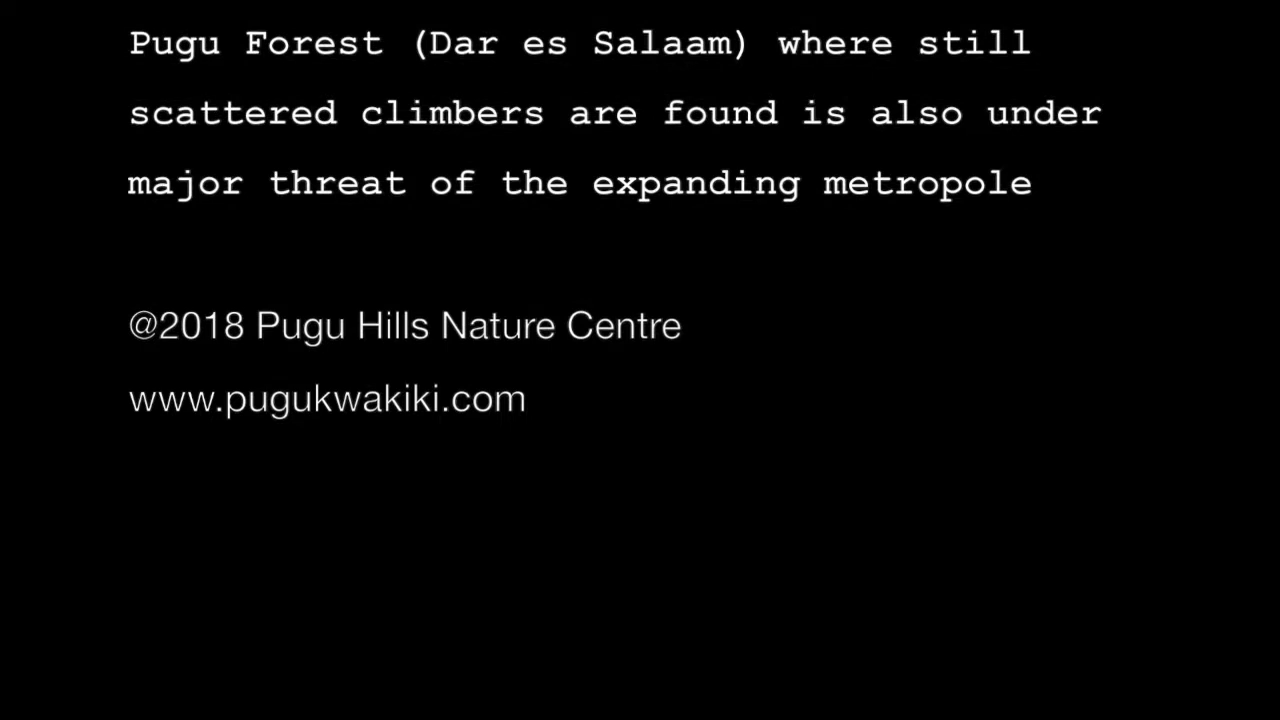 Pugu Forest (Dar es Salaam) where still
scattered climbers are found is also under
major threat of the expanding metropole
@2018 Pugu Hills Nature Centre
www.pugukwakiki.com